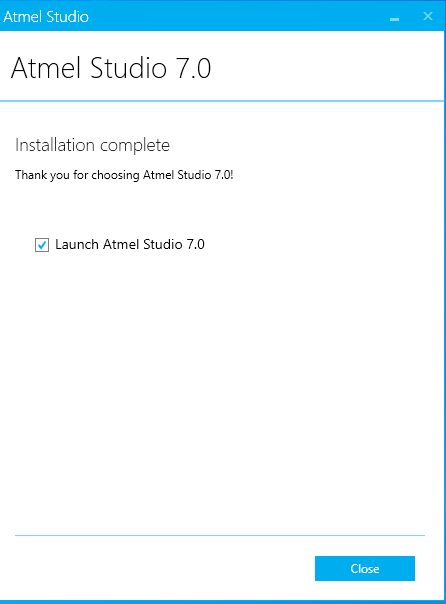 Atmel Studio
Atmel Studio 7.0
Installation complete
Thank you for choosing Atmel Studio 7.0!
Launch Atmel Studio 7.0
Close